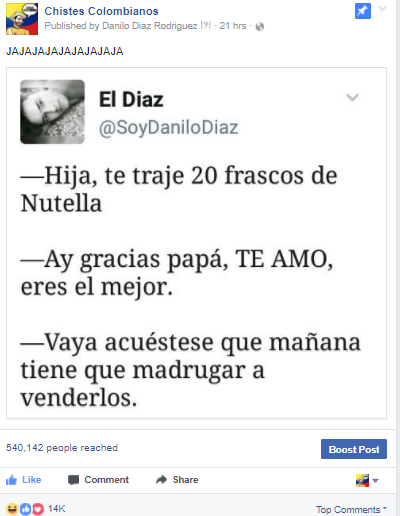 Chistes Colombianos
Published by Danilo Díaz Rodriguez [?] · 21 hrs ·
JAJAJAJAJAJAJAJAJA
El Diaz
@SoyDaniloDiaz
—Hija, te traje 20 frascos de
Nutella
—Ay gracias papá, TE AMO,
eres el mejor.
—Vaya acuéstese que mañana
tiene que madrugar a
venderlos.
540,142 people reached
Boost Post
Like Comment Share
14K Top Comments